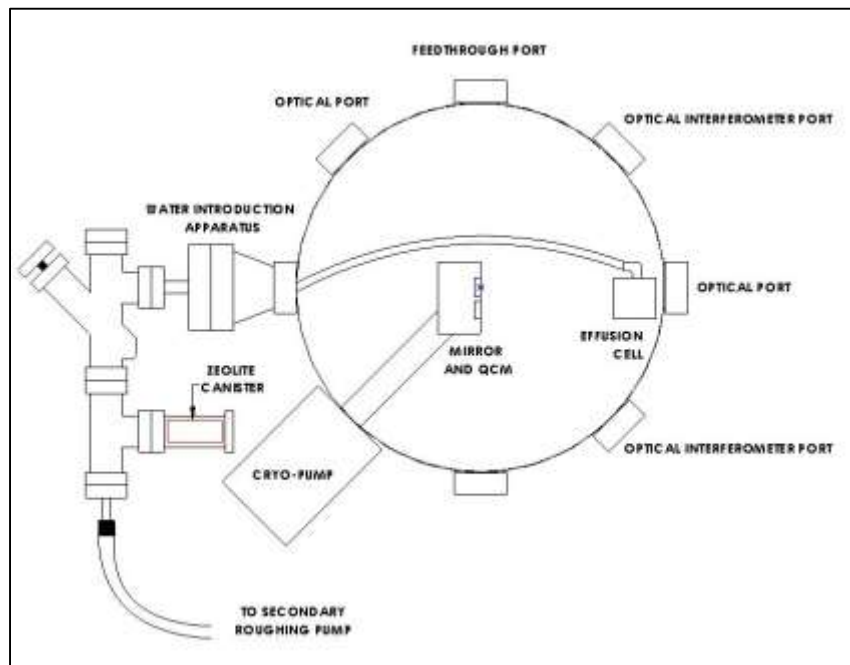 FEEDTHROUGH PORT
OPTICAL PORT
OPTICAL INTERFEROMETER PORT
WATER INTRODUCTION
APPARATUS
OPTICAL PORT
EFFUSION
CELL
MIRROR
AND QCM
ZEOLITE
CANISTER
OPTICAL INTERFEROMETER PORT
CRYO-PUMP
TO SECONDARY
ROUGHING PUMP